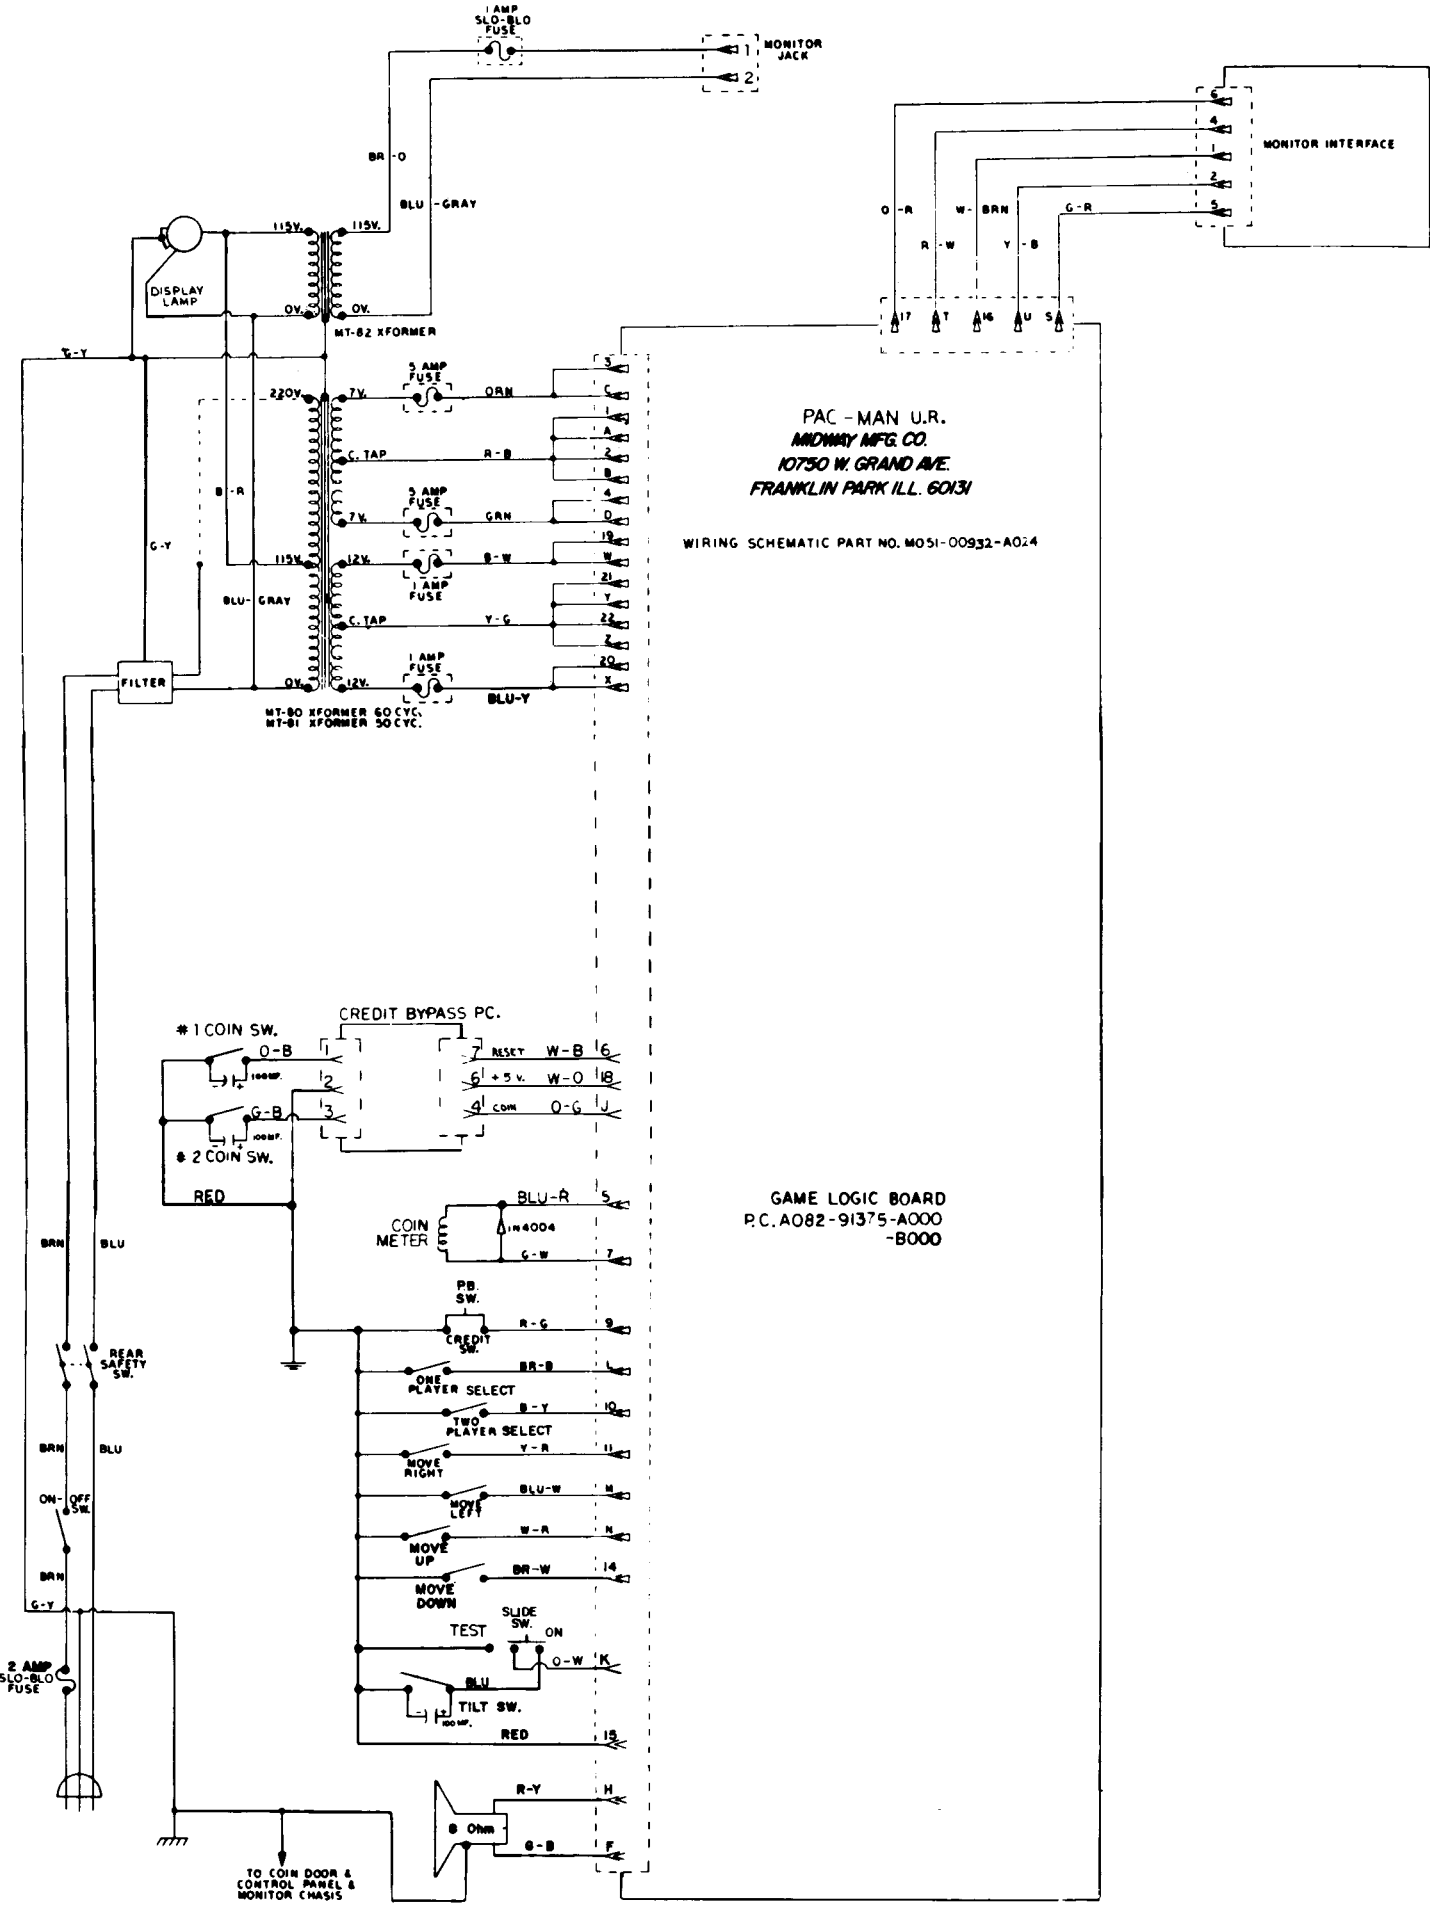 1 AMP
SLO-BLO
FUSE
1
MONITOR
JACK
2
6
4
MONITOR INTERFACE
1
2
5
BR-O
BLU-GRAY
O-R
W-BRN
G-R
R-W
Y-B
115V.
115V.
DISPLAY
LAMP
0V.
0V.
17
T
16
U
S
MT-82 XFORMER
G-Y
5 AMP
FUSE
3
220V.
7V.
ORN
C
1
A
C. TAP
R-B
2
B
B-R
5 AMP
FUSE
4
7V.
GRN
D
19
G-Y
115V.
12V.
B-W
W
1 AMP
FUSE
21
BLU-GRAY
Y
C. TAP
Y-G
22
Z
1 AMP
FUSE
20
FILTER
0V.
12V.
BLU-Y
X
MT-80 XFORMER 60 CYC.
MT-81 XFORMER 50 CYC.
PAC-MAN U.R.
MIDWAY MFG. CO.
10750 W. GRAND AVE.
FRANKLIN PARK ILL. 60131
WIRING SCHEMATIC PART NO. M051-00932-A024
CREDIT BYPASS PC.
# 1 COIN SW.
O-B
1
7
RESET
W-B
6
- +
100MF.
2
6
+5 V.
W-O
18
G-B
3
4
COIN
O-G
J
- +
100MF.
# 2 COIN SW.
RED
BLU-R
5
COIN
METER
IN4004
G-W
7
GAME LOGIC BOARD
P.C. A082-91375-A000
-B000
BRN
BLU
P.B.
SW.
R-G
9
CREDIT
SW.
REAR
SAFETY
SW.
BR-B
L
ONE
PLAYER SELECT
B-Y
10
TWO
PLAYER SELECT
BRN
BLU
Y-R
11
MOVE
RIGHT
BLU-W
M
MOVE
LEFT
ON-OFF
SW.
W-R
N
MOVE
UP
BRN
BR-W
14
MOVE
DOWN
G-Y
SLIDE
SW.
TEST
ON
O-W
K
2 AMP
SLO-BLO
FUSE
BLU
TILT SW.
- +
100 MF.
RED
15
R-Y
H
8 Ohm
G-B
F
TO COIN DOOR &
CONTROL PANEL &
MONITOR CHASIS